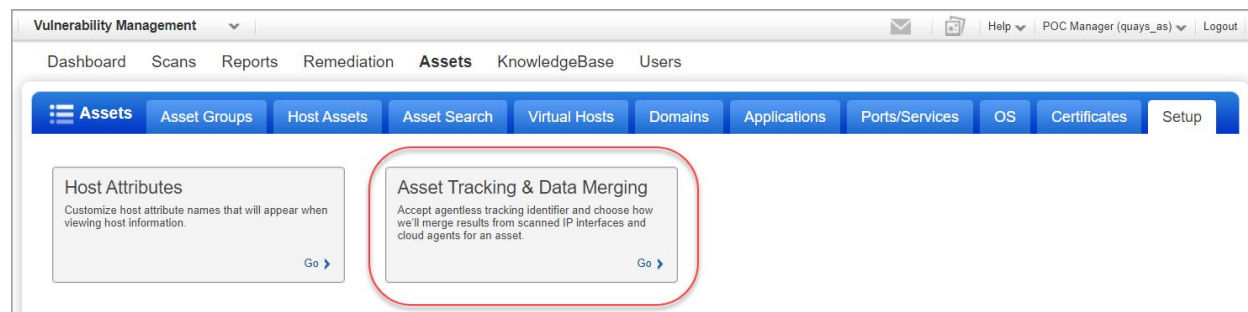 Vulnerability Management Help POC Manager (quays_as) Logout
Dashboard Scans Reports Remediation Assets KnowledgeBase Users
Assets Asset Groups Host Assets Asset Search Virtual Hosts Domains Applications Ports/Services OS Certificates Setup
Host Attributes
Customize host attribute names that will appear when
viewing host information.
Go
Asset Tracking & Data Merging
Accept agentless tracking identifier and choose how
we'll merge results from scanned IP interfaces and
cloud agents for an asset.
Go